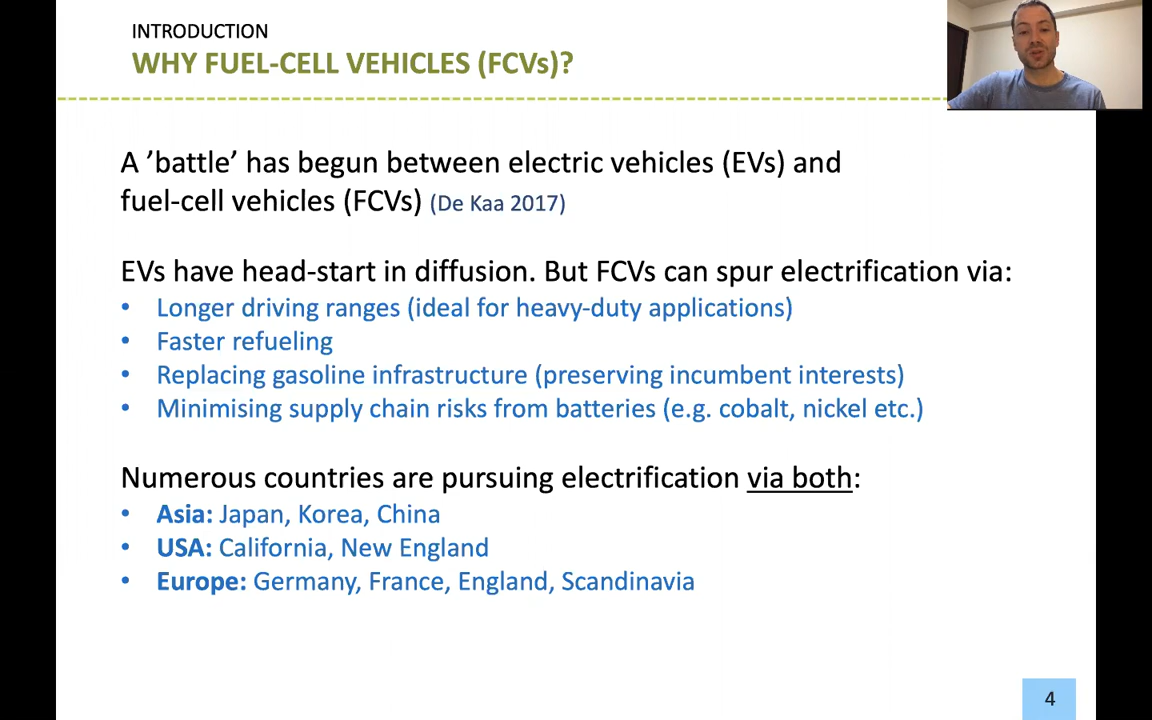 INTRODUCTION
WHY FUEL-CELL VEHICLES (FCVs)?
A ’battle’ has begun between electric vehicles (EVs) and
fuel-cell vehicles (FCVs) (De Kaa 2017)
EVs have head-start in diffusion. But FCVs can spur electrification via:
• Longer driving ranges (ideal for heavy-duty applications)
• Faster refueling
• Replacing gasoline infrastructure (preserving incumbent interests)
• Minimising supply chain risks from batteries (e.g. cobalt, nickel etc.)
Numerous countries are pursuing electrification via both:
• Asia: Japan, Korea, China
• USA: California, New England
• Europe: Germany, France, England, Scandinavia
4